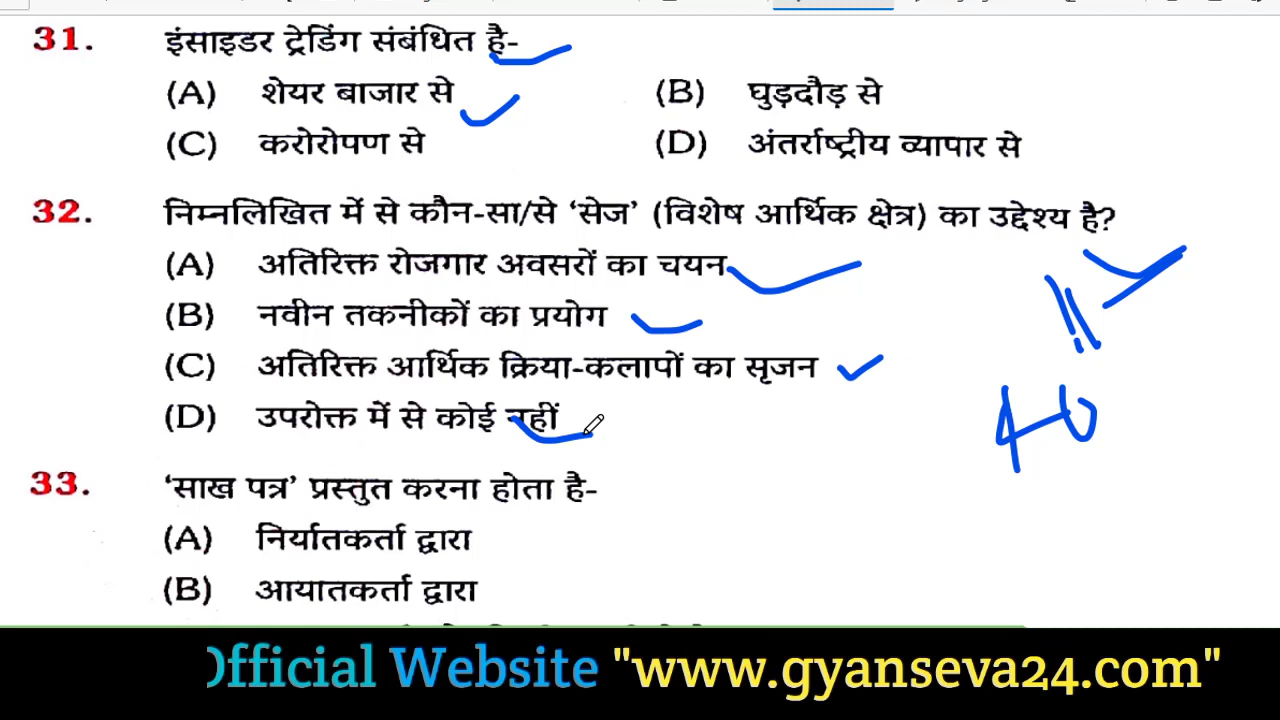 31. इंसाइडर ट्रेडिंग संबंधित है-
(A) शेयर बाजार से (B) घुड़दौड़ से
(C) करोरोपण से (D) अंतर्राष्ट्रीय व्यापार से
32. निम्नलिखित में से कौन-सा/से ‘सेज’ (विशेष आर्थिक क्षेत्र) का उद्देश्य है?
(A) अतिरिक्त रोजगार अवसरों का चयन
(B) नवीन तकनीकों का प्रयोग
(C) अतिरिक्त आर्थिक क्रिया-कलापों का सृजन
(D) उपरोक्त में से कोई नहीं
33. ‘साख पत्र’ प्रस्तुत करना होता है-
(A) निर्यातकर्ता द्वारा
(B) आयातकर्ता द्वारा
Official Website "www.gyanseva24.com"